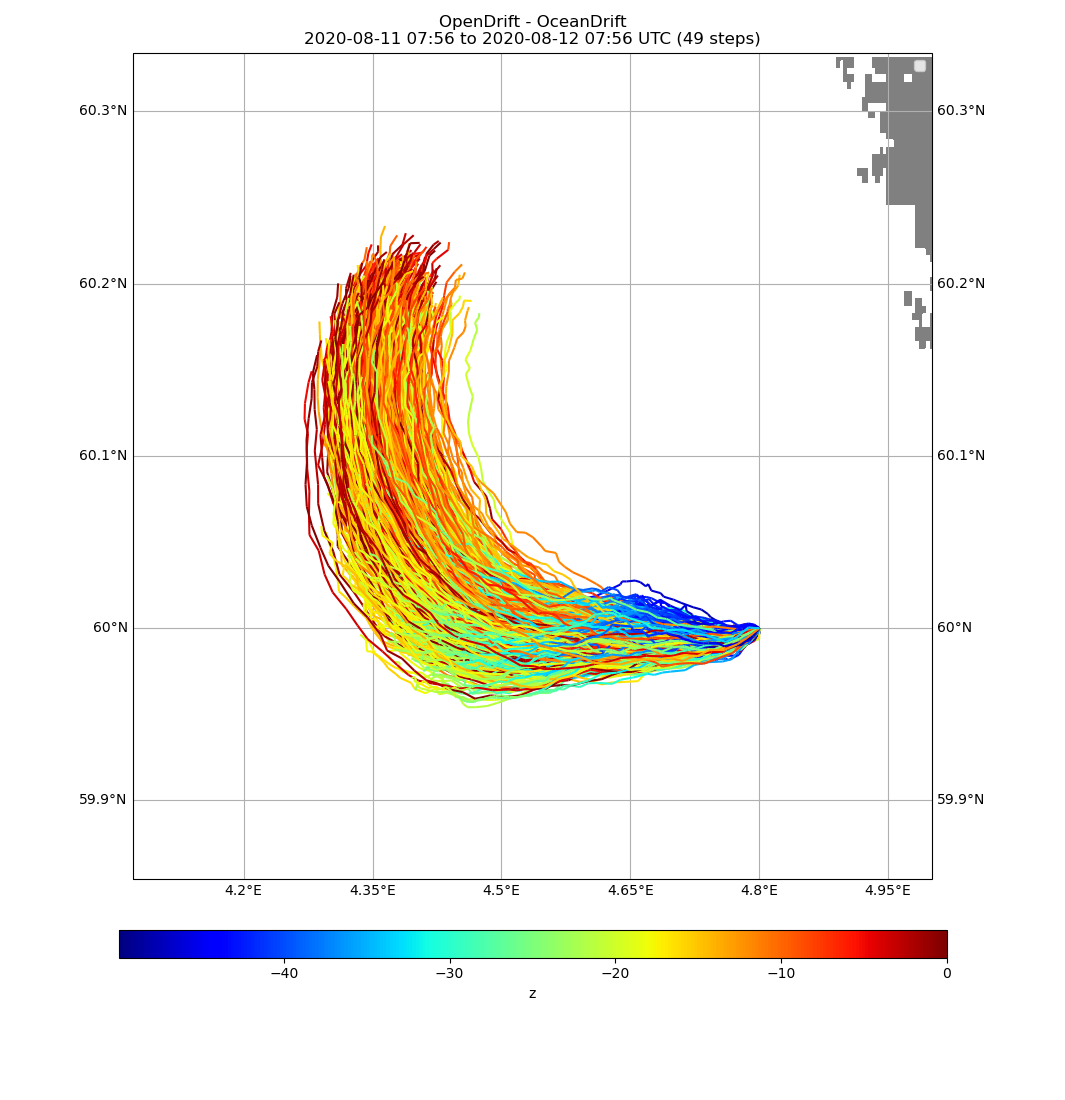 OpenDrift - OceanDrift
2020-08-11 07:56 to 2020-08-12 07:56 UTC (49 steps)
60.3°N 60.3°N
60.2°N 60.2°N
60.1°N 60.1°N
60°N 60°N
59.9°N 59.9°N
4.2°E 4.35°E 4.5°E 4.65°E 4.8°E 4.95°E
−40 −30 −20 −10 0
z